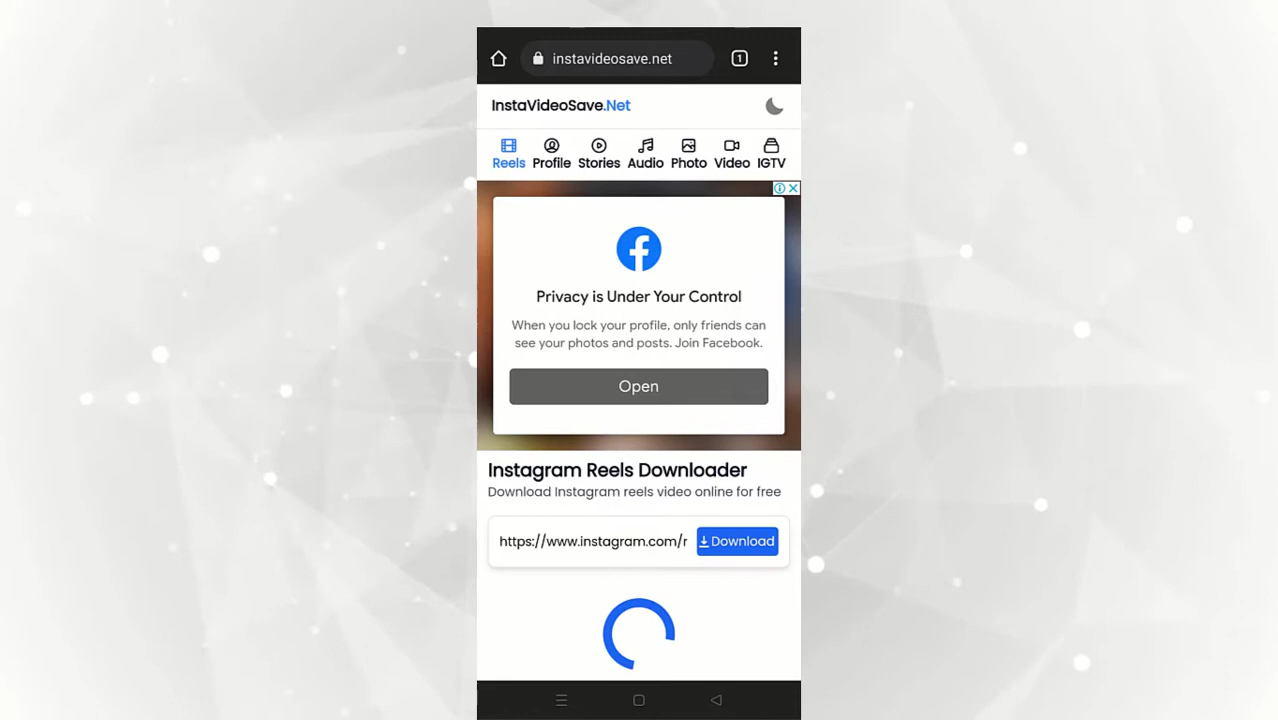 instavideosave.net
1
InstaVideoSave.Net
Reels Profile Stories Audio Photo Video IGTV
Privacy is Under Your Control
When you lock your profile, only friends can
see your photos and posts. Join Facebook.
Open
Instagram Reels Downloader
Download Instagram reels video online for free
https://www.instagram.com/r Download